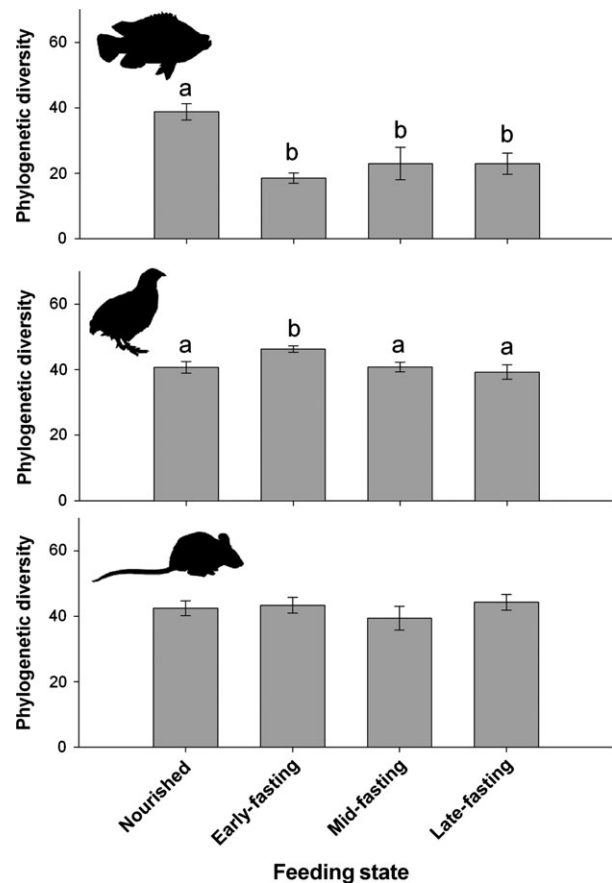 Phylogenetic diversity
60
40
20
0
a
b
b
b
Phylogenetic diversity
60
40
20
0
a
b
a
a
Phylogenetic diversity
60
40
20
0
Nourished
Early-fasting
Mid-fasting
Late-fasting
Feeding state